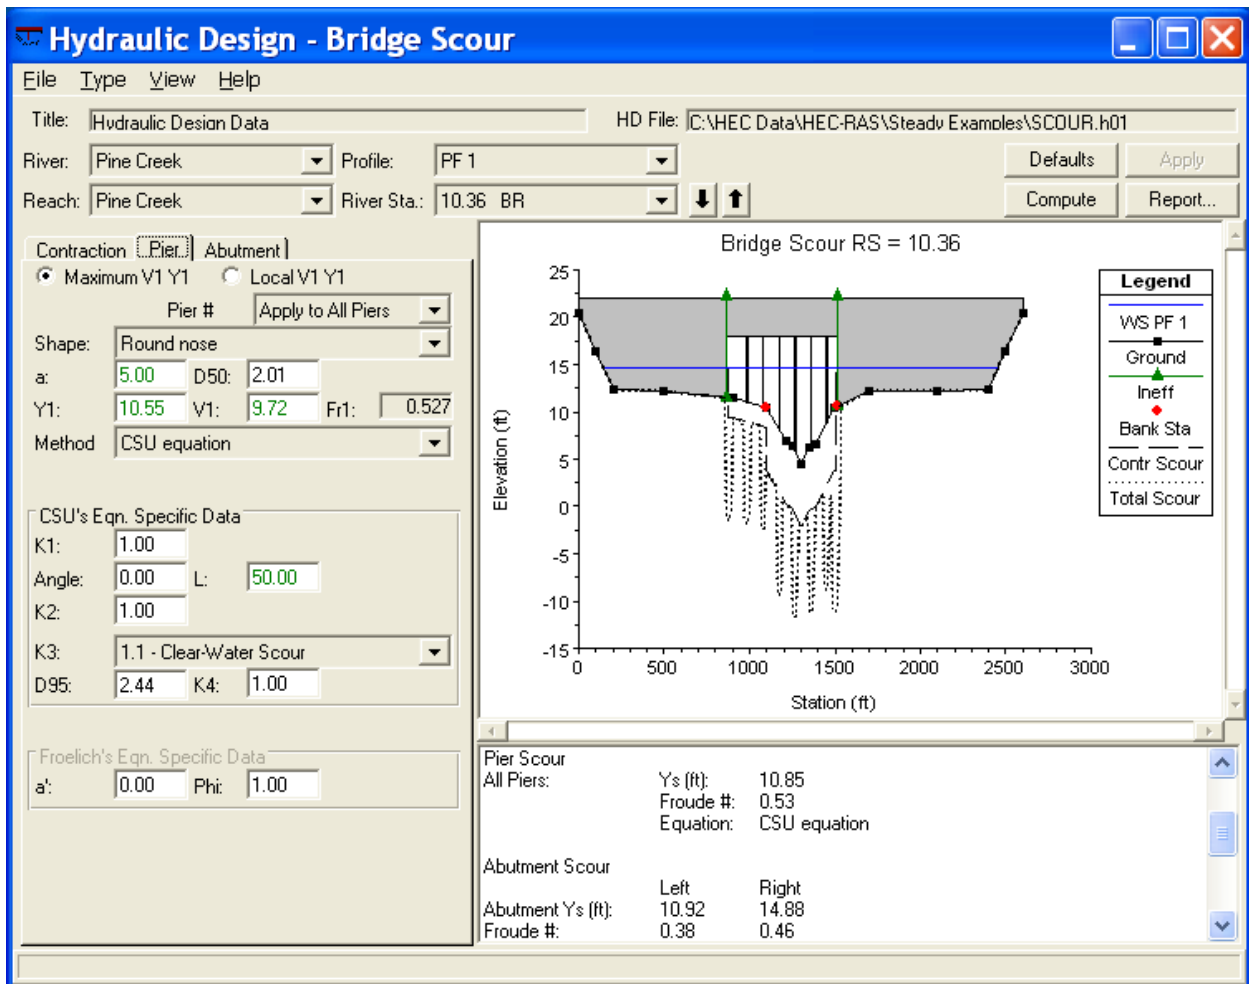 Hydraulic Design - Bridge Scour
File Type View Help
Title: Hydraulic Design Data HD File: C:\HEC Data\HEC-RAS\Steady Examples\SCOUR.h01
River: Pine Creek Profile: PF 1 Defaults Apply
Reach: Pine Creek River Sta.: 10.36 BR Compute Report...
Contraction Pier Abutment
Maximum V1 Y1 Local V1 Y1
Pier # Apply to All Piers
Shape: Round nose
a: 5.00 D50: 2.01
Y1: 10.55 V1: 9.72 Fr1: 0.527
Method CSU equation
CSU's Eqn. Specific Data
K1: 1.00
Angle: 0.00 L: 50.00
K2: 1.00
K3: 1.1 - Clear-Water Scour
D95: 2.44 K4: 1.00
Froelich's Eqn. Specific Data
a': 0.00 Phi: 1.00
Bridge Scour RS = 10.36
25
20
15
10
5
0
-5
-10
-15
Elevation (ft)
0 500 1000 1500 2000 2500 3000
Station (ft)
Legend
WS PF 1
Ground
Ineff
Bank Sta
Contr Scour
Total Scour
Pier Scour
All Piers: Ys (ft): 10.85
Froude #: 0.53
Equation: CSU equation
Abutment Scour
Left Right
Abutment Ys (ft): 10.92 14.88
Froude #: 0.38 0.46